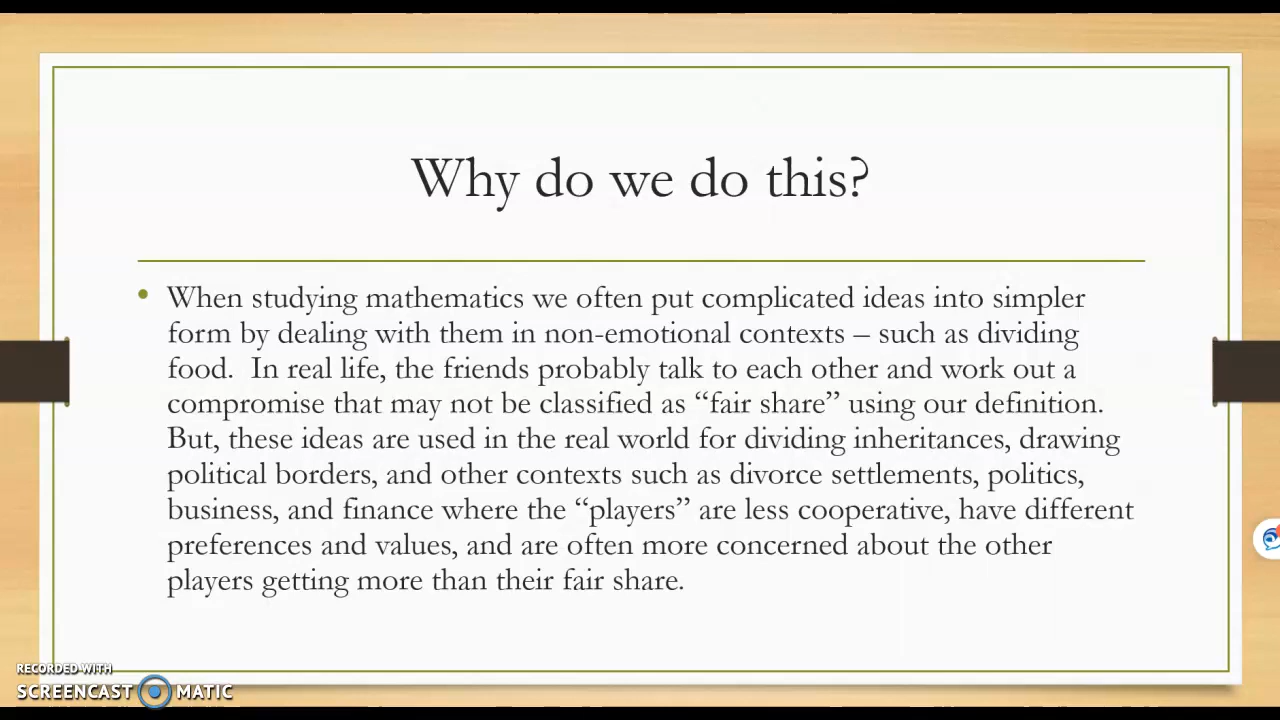 Why do we do this?
• When studying mathematics we often put complicated ideas into simpler
form by dealing with them in non-emotional contexts – such as dividing
food.  In real life, the friends probably talk to each other and work out a
compromise that may not be classified as “fair share” using our definition.
But, these ideas are used in the real world for dividing inheritances, drawing
political borders, and other contexts such as divorce settlements, politics,
business, and finance where the “players” are less cooperative, have different
preferences and values, and are often more concerned about the other
players getting more than their fair share.
RECORDED WITH
SCREENCAST MATIC